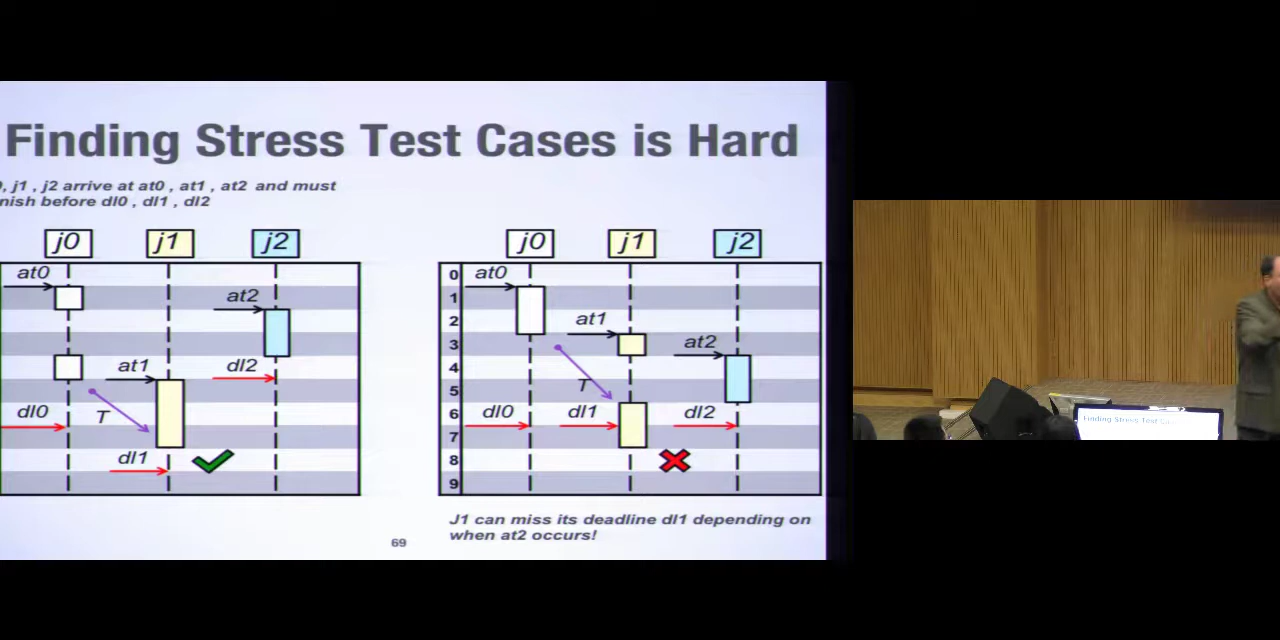 Finding Stress Test Cases is Hard
, j1 , j2 arrive at at0 , at1 , at2 and must
nish before dl0 , dl1 , dl2
j0 j1 j2
at0
at2
at1
dl2
dl0
T
dl1
j0 j1 j2
0
1
2
3
4
5
6
7
8
9
at0
at1
at2
T
dl0 dl1 dl2
J1 can miss its deadline dl1 depending on
when at2 occurs!
69
Finding Stress Test